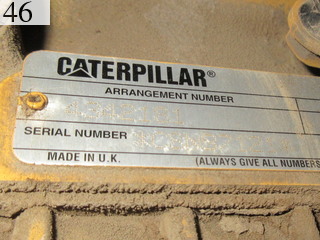 46
CATERPILLAR®
ARRANGEMENT NUMBER
SERIAL NUMBER
MADE IN U.K. (ALWAYS GIVE ALL NUMBERS